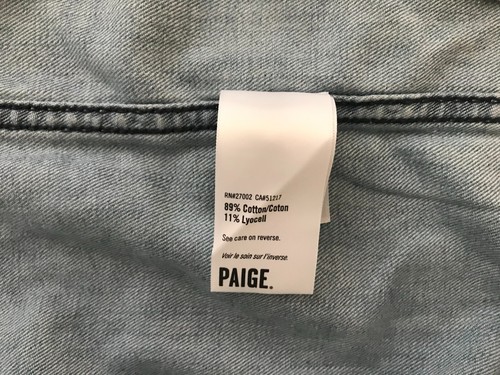 RN#27002 CA#51217
89% Cotton/Coton
11% Lyocell
See care on reverse.
Voir le soin sur l'inverse.
PAIGE.